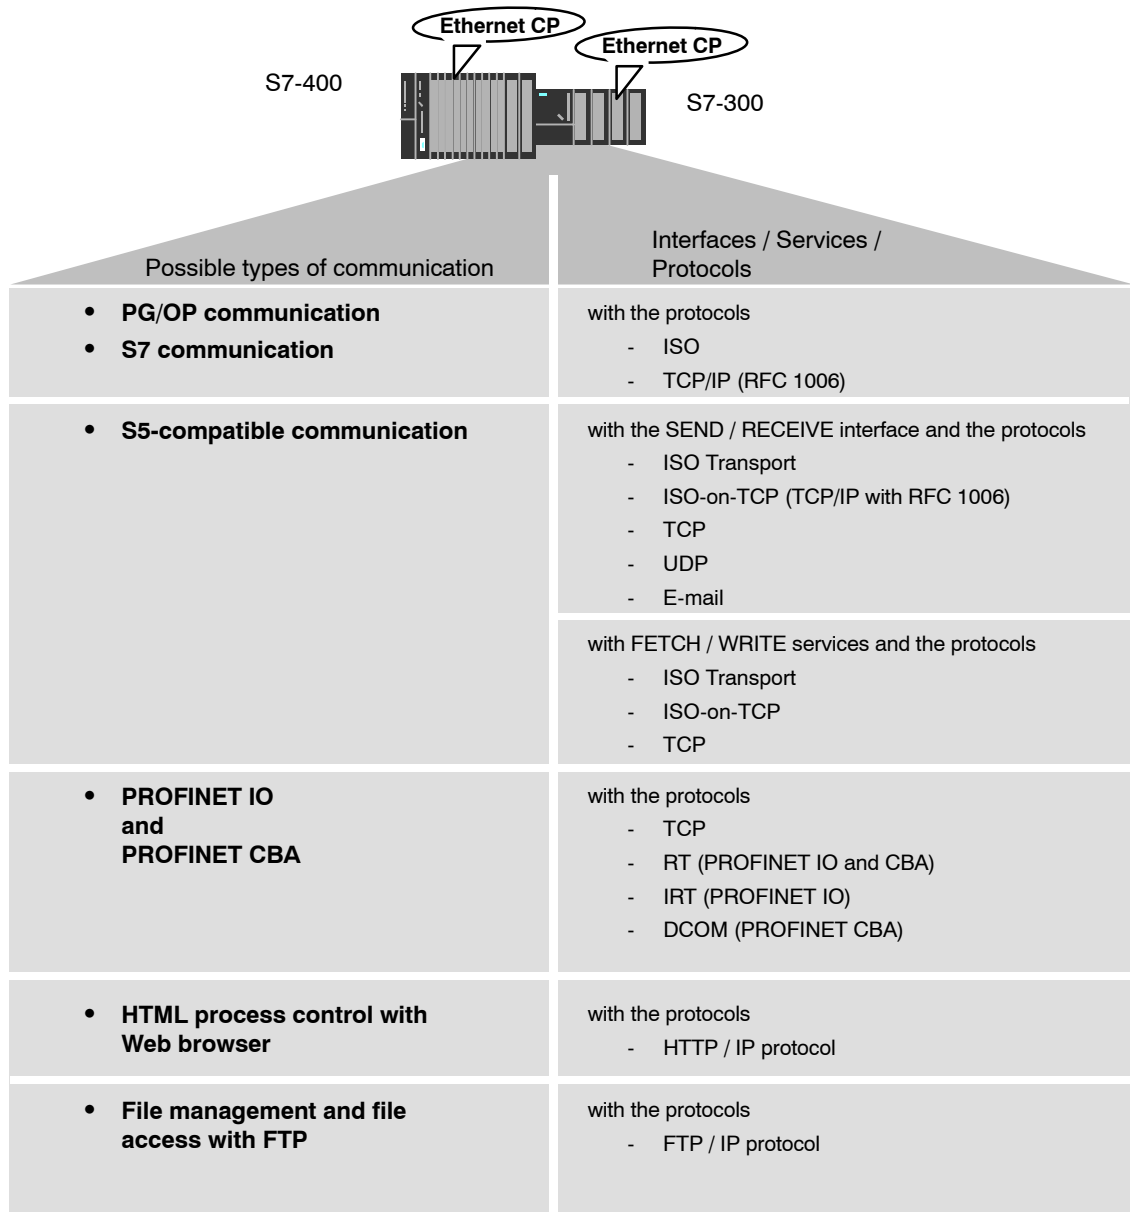 Ethernet CP
Ethernet CP
S7-400
S7-300
Possible types of communication
Interfaces / Services /
Protocols
• PG/OP communication
• S7 communication
with the protocols
- ISO
- TCP/IP (RFC 1006)
• S5-compatible communication
with the SEND / RECEIVE interface and the protocols
- ISO Transport
- ISO-on-TCP (TCP/IP with RFC 1006)
- TCP
- UDP
- E-mail
with FETCH / WRITE services and the protocols
- ISO Transport
- ISO-on-TCP
- TCP
• PROFINET IO
and
PROFINET CBA
with the protocols
- TCP
- RT (PROFINET IO and CBA)
- IRT (PROFINET IO)
- DCOM (PROFINET CBA)
• HTML process control with
Web browser
with the protocols
- HTTP / IP protocol
• File management and file
access with FTP
with the protocols
- FTP / IP protocol